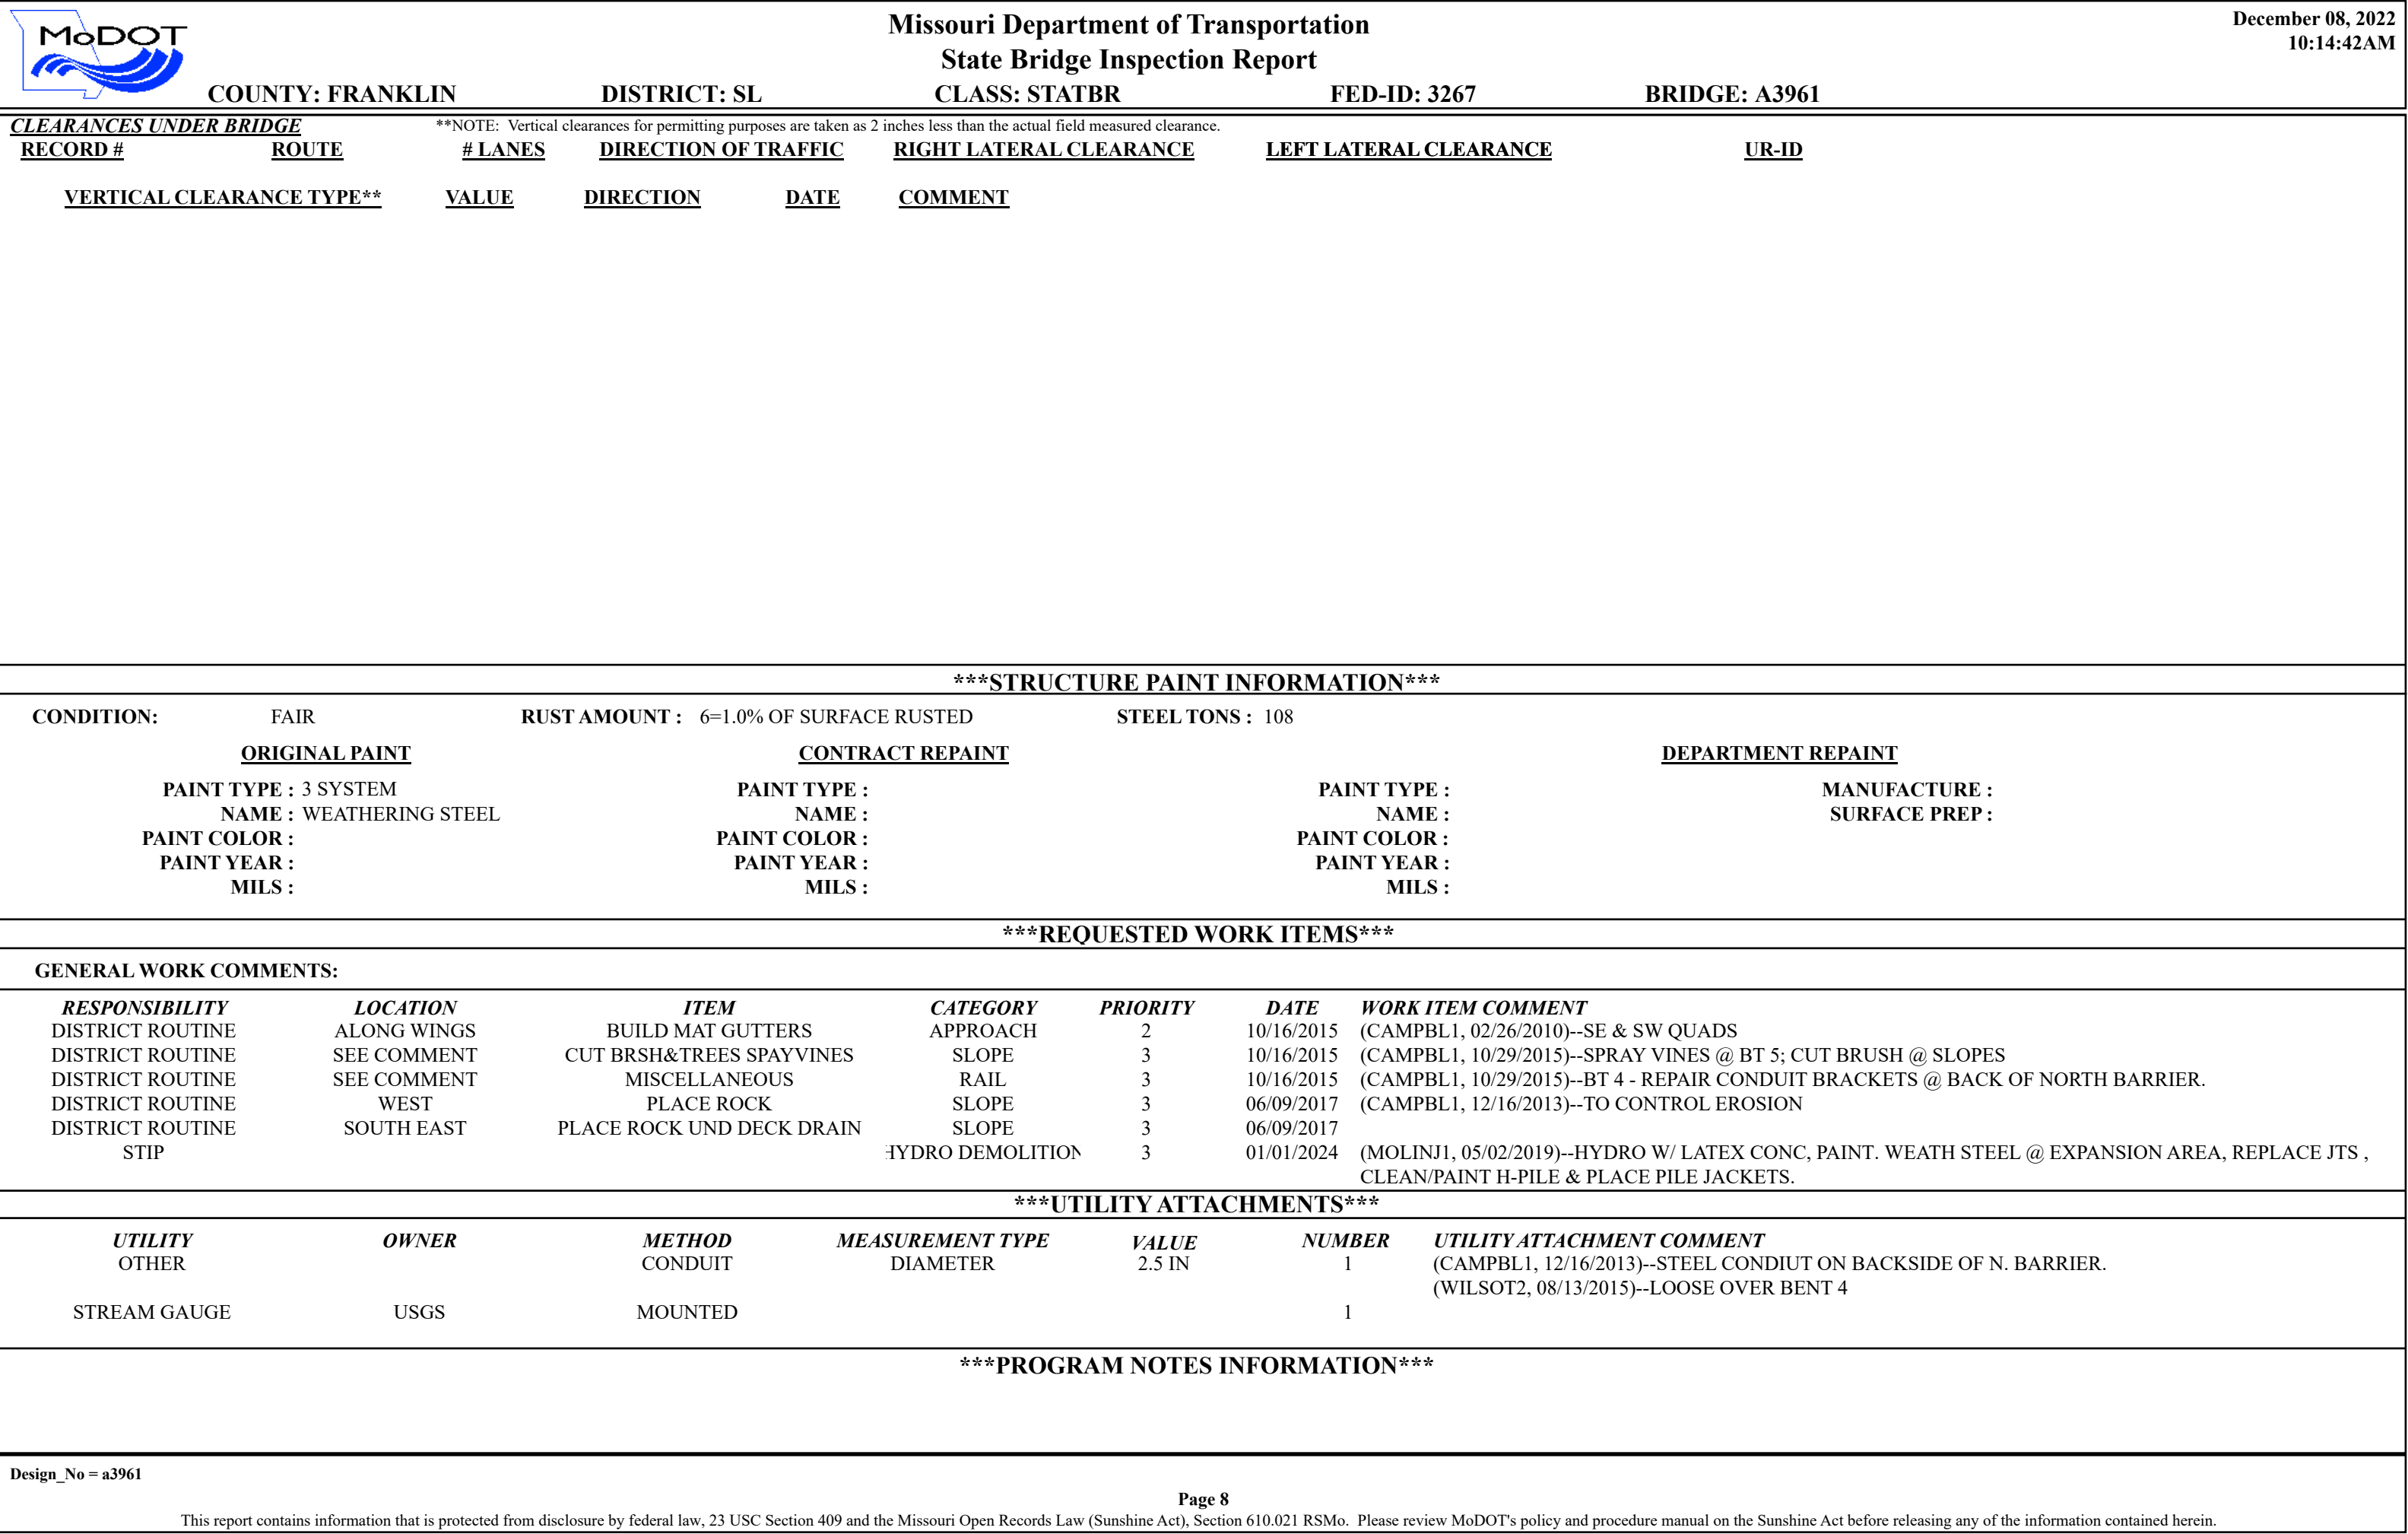 MoDOT
Missouri Department of Transportation
State Bridge Inspection Report
December 08, 2022
10:14:42AM
COUNTY: FRANKLIN DISTRICT: SL CLASS: STATBR FED-ID: 3267 BRIDGE: A3961
CLEARANCES UNDER BRIDGE **NOTE: Vertical clearances for permitting purposes are taken as 2 inches less than the actual field measured clearance.
RECORD # ROUTE # LANES DIRECTION OF TRAFFIC RIGHT LATERAL CLEARANCE LEFT LATERAL CLEARANCE UR-ID
VERTICAL CLEARANCE TYPE** VALUE DIRECTION DATE COMMENT
***STRUCTURE PAINT INFORMATION***
CONDITION: FAIR RUST AMOUNT : 6=1.0% OF SURFACE RUSTED STEEL TONS : 108
ORIGINAL PAINT CONTRACT REPAINT DEPARTMENT REPAINT
PAINT TYPE : 3 SYSTEM PAINT TYPE : PAINT TYPE : MANUFACTURE :
NAME : WEATHERING STEEL NAME : NAME : SURFACE PREP :
PAINT COLOR : PAINT COLOR : PAINT COLOR :
PAINT YEAR : PAINT YEAR : PAINT YEAR :
MILS : MILS : MILS :
***REQUESTED WORK ITEMS***
GENERAL WORK COMMENTS:
RESPONSIBILITY LOCATION ITEM CATEGORY PRIORITY DATE WORK ITEM COMMENT
DISTRICT ROUTINE ALONG WINGS BUILD MAT GUTTERS APPROACH 2 10/16/2015 (CAMPBL1, 02/26/2010)--SE & SW QUADS
DISTRICT ROUTINE SEE COMMENT CUT BRSH&TREES SPAYVINES SLOPE 3 10/16/2015 (CAMPBL1, 10/29/2015)--SPRAY VINES @ BT 5; CUT BRUSH @ SLOPES
DISTRICT ROUTINE SEE COMMENT MISCELLANEOUS RAIL 3 10/16/2015 (CAMPBL1, 10/29/2015)--BT 4 - REPAIR CONDUIT BRACKETS @ BACK OF NORTH BARRIER.
DISTRICT ROUTINE WEST PLACE ROCK SLOPE 3 06/09/2017 (CAMPBL1, 12/16/2013)--TO CONTROL EROSION
DISTRICT ROUTINE SOUTH EAST PLACE ROCK UND DECK DRAIN SLOPE 3 06/09/2017
STIP HYDRO DEMOLITION 3 01/01/2024 (MOLINJ1, 05/02/2019)--HYDRO W/ LATEX CONC, PAINT. WEATH STEEL @ EXPANSION AREA, REPLACE JTS ,
CLEAN/PAINT H-PILE & PLACE PILE JACKETS.
***UTILITY ATTACHMENTS***
UTILITY OWNER METHOD MEASUREMENT TYPE VALUE NUMBER UTILITY ATTACHMENT COMMENT
OTHER CONDUIT DIAMETER 2.5 IN 1 (CAMPBL1, 12/16/2013)--STEEL CONDIUT ON BACKSIDE OF N. BARRIER.
(WILSOT2, 08/13/2015)--LOOSE OVER BENT 4
STREAM GAUGE USGS MOUNTED 1
***PROGRAM NOTES INFORMATION***
Design_No = a3961
Page 8
This report contains information that is protected from disclosure by federal law, 23 USC Section 409 and the Missouri Open Records Law (Sunshine Act), Section 610.021 RSMo. Please review MoDOT's policy and procedure manual on the Sunshine Act before releasing any of the information contained herein.